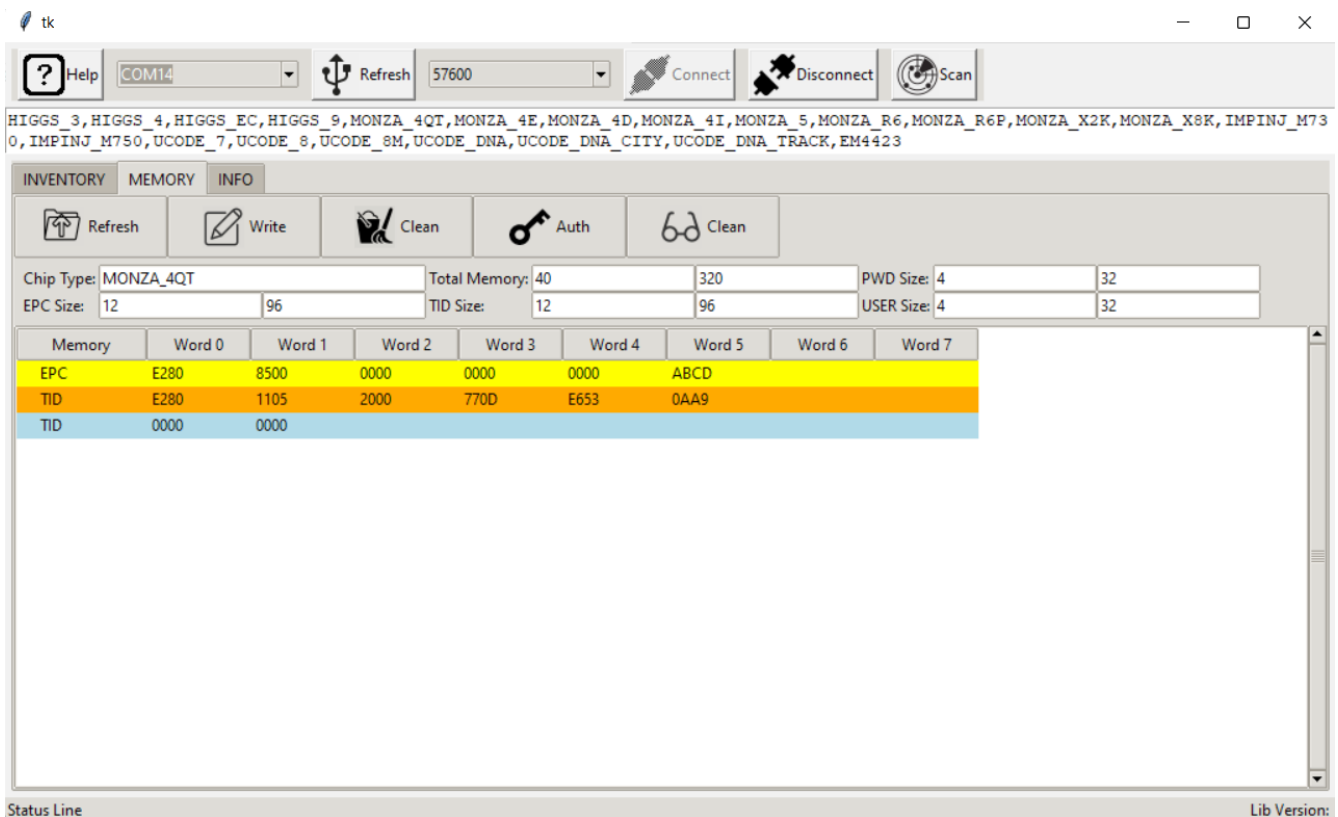 tk
Help COM14 Refresh 57600 Connect Disconnect Scan
HIGGS_3,HIGGS_4,HIGGS_EC,HIGGS_9,MONZA_4QT,MONZA_4E,MONZA_4D,MONZA_4I,MONZA_5,MONZA_R6,MONZA_R6P,MONZA_X2K,MONZA_X8K,IMPINJ_M73
0,IMPINJ_M750,UCODE_7,UCODE_8,UCODE_8M,UCODE_DNA,UCODE_DNA_CITY,UCODE_DNA_TRACK,EM4423
INVENTORY MEMORY INFO
Refresh Write Clean Auth Clean
Chip Type: MONZA_4QT Total Memory: 40 320 PWD Size: 4 32
EPC Size: 12 96 TID Size: 12 96 USER Size: 4 32
Memory Word 0 Word 1 Word 2 Word 3 Word 4 Word 5 Word 6 Word 7
EPC E280 8500 0000 0000 0000 ABCD
TID E280 1105 2000 770D E653 0AA9
TID 0000 0000
Status Line Lib Version: